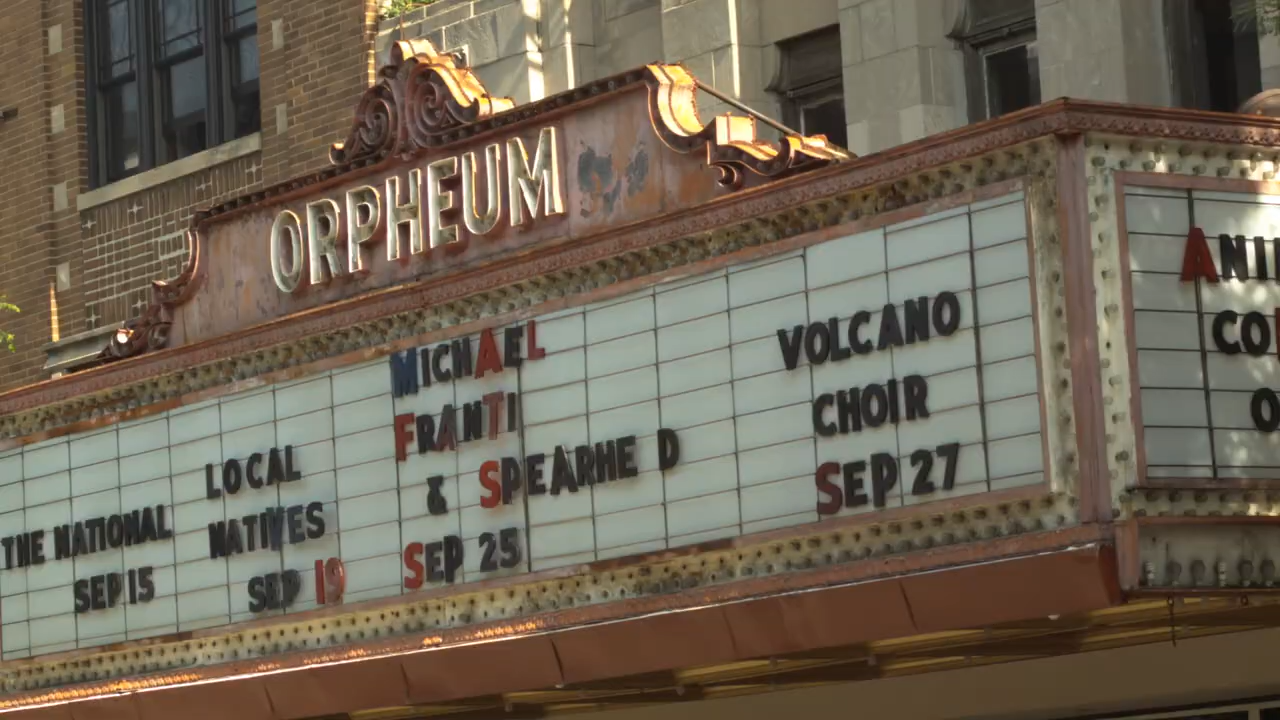 ORPHEUM
THE NATIONAL
SEP 15
LOCAL
NATIVES
SEP 19
MICHAEL
FRANTI
& SPEARHE D
SEP 25
VOLCANO
CHOIR
SEP 27